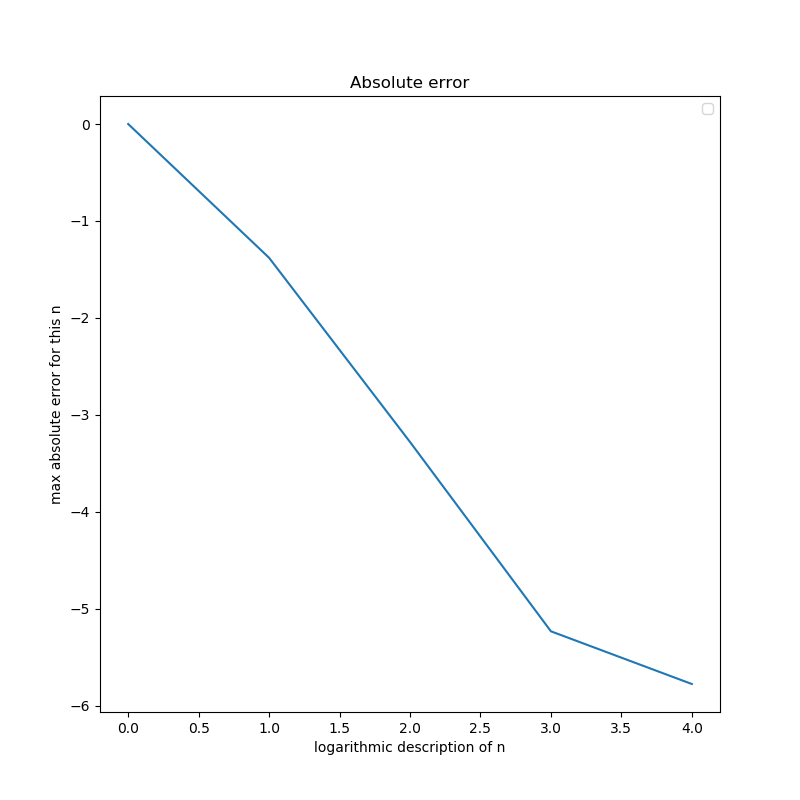 Absolute error
0
−1
−2
−3
−4
−5
−6
max absolute error for this n
0.0 0.5 1.0 1.5 2.0 2.5 3.0 3.5 4.0
logarithmic description of n